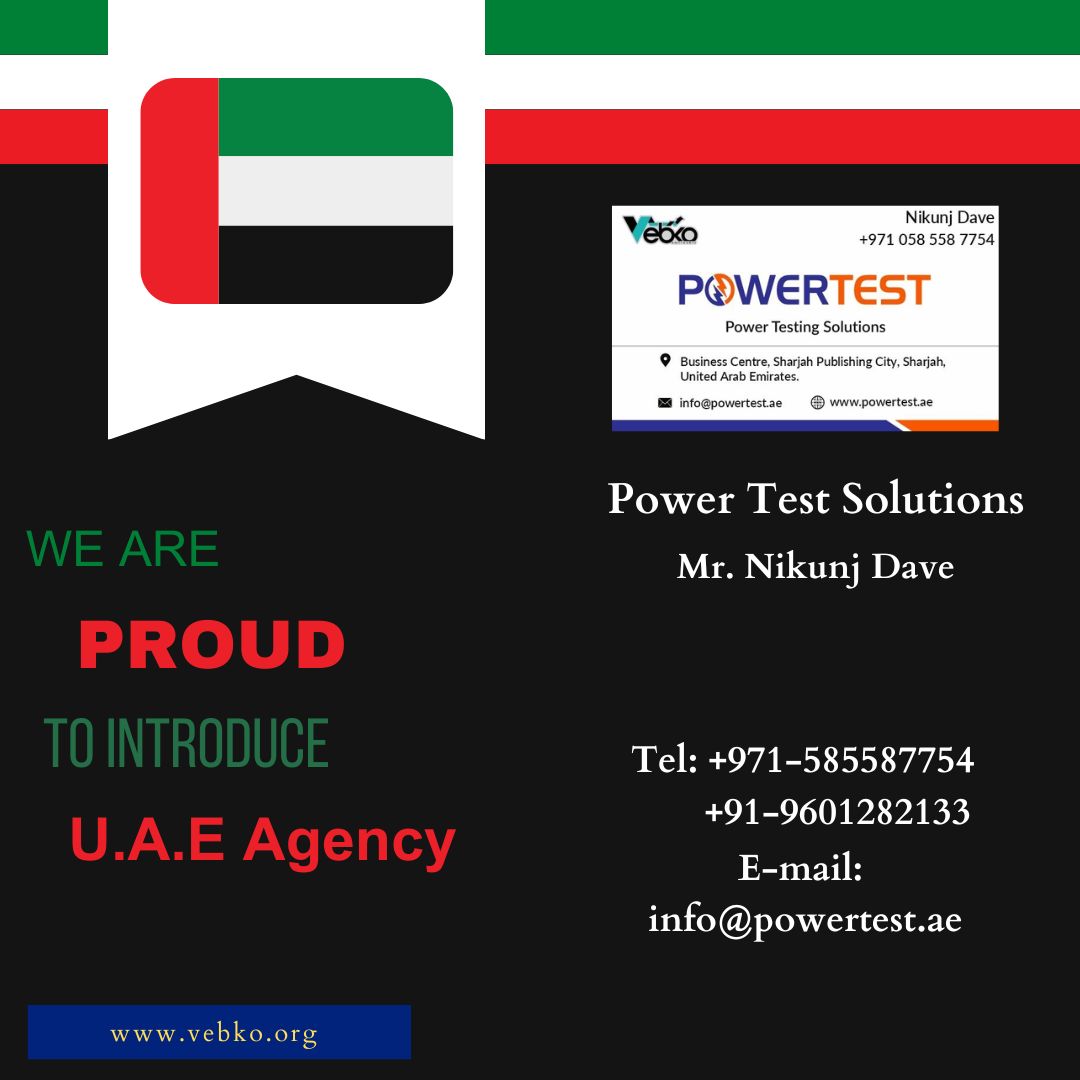 Vebko
Nikunj Dave
+971 058 558 7754
POWERTEST
Power Testing Solutions
Business Centre, Sharjah Publishing City, Sharjah,
United Arab Emirates.
info@powertest.ae
www.powertest.ae
WE ARE
PROUD
TO INTRODUCE
U.A.E Agency
Power Test Solutions
Mr. Nikunj Dave
Tel: +971-585587754
+91-9601282133
E-mail:
info@powertest.ae
www.vebko.org